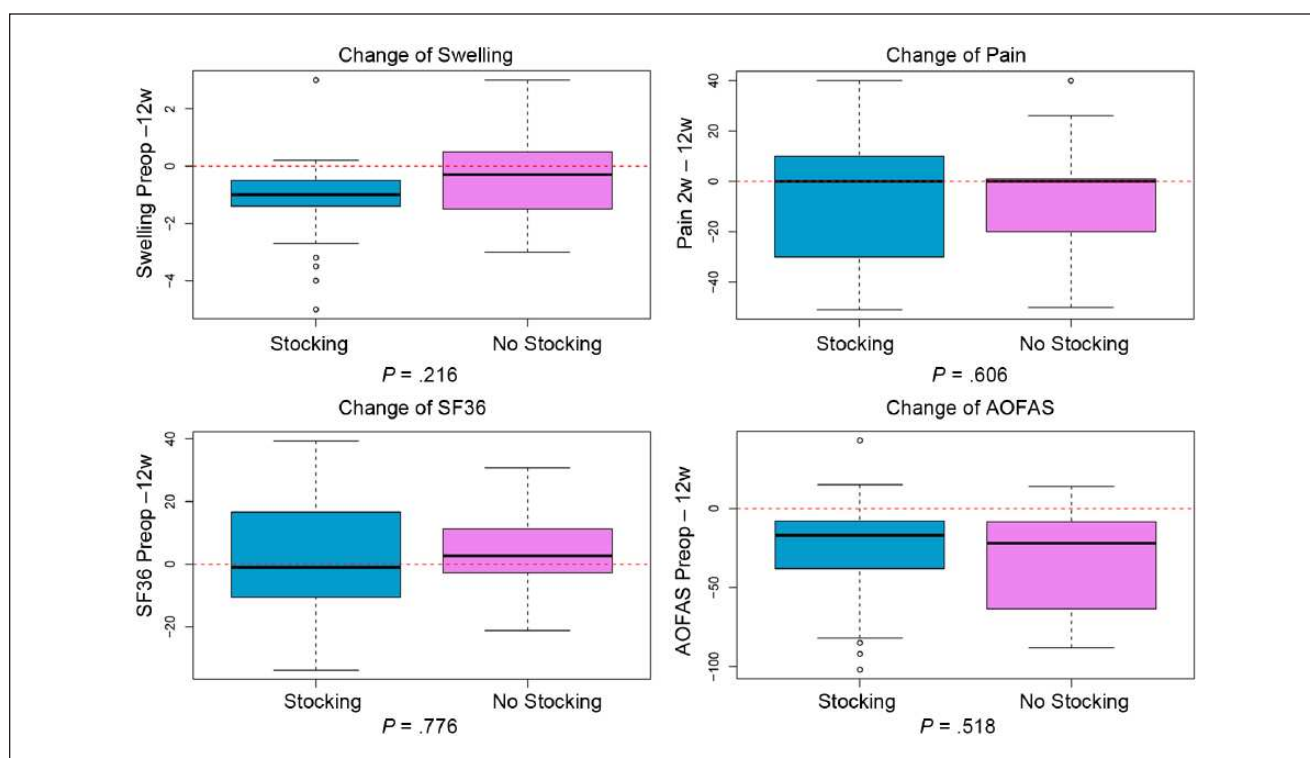 Change of Swelling
Swelling Preop –12w
2
0
−2
−4
Stocking
No Stocking
P = .216
Change of Pain
Pain 2w – 12w
40
20
0
−20
−40
Stocking
No Stocking
P = .606
Change of SF36
SF36 Preop –12w
40
20
0
−20
Stocking
No Stocking
P = .776
Change of AOFAS
AOFAS Preop – 12w
0
−50
−100
Stocking
No Stocking
P = .518